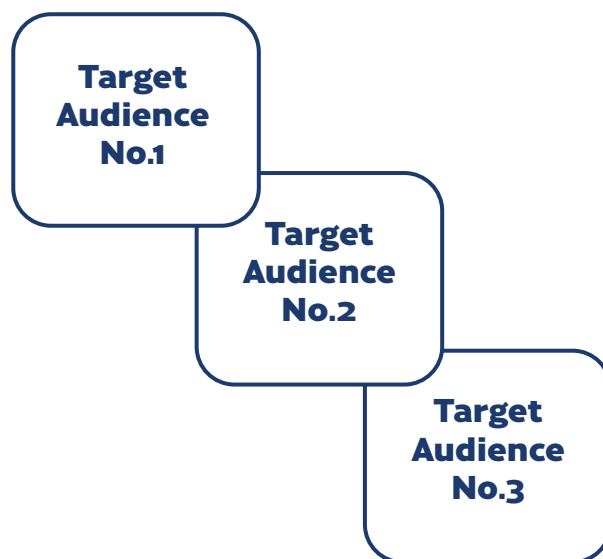 Target
Audience
No.1
Target
Audience
No.2
Target
Audience
No.3